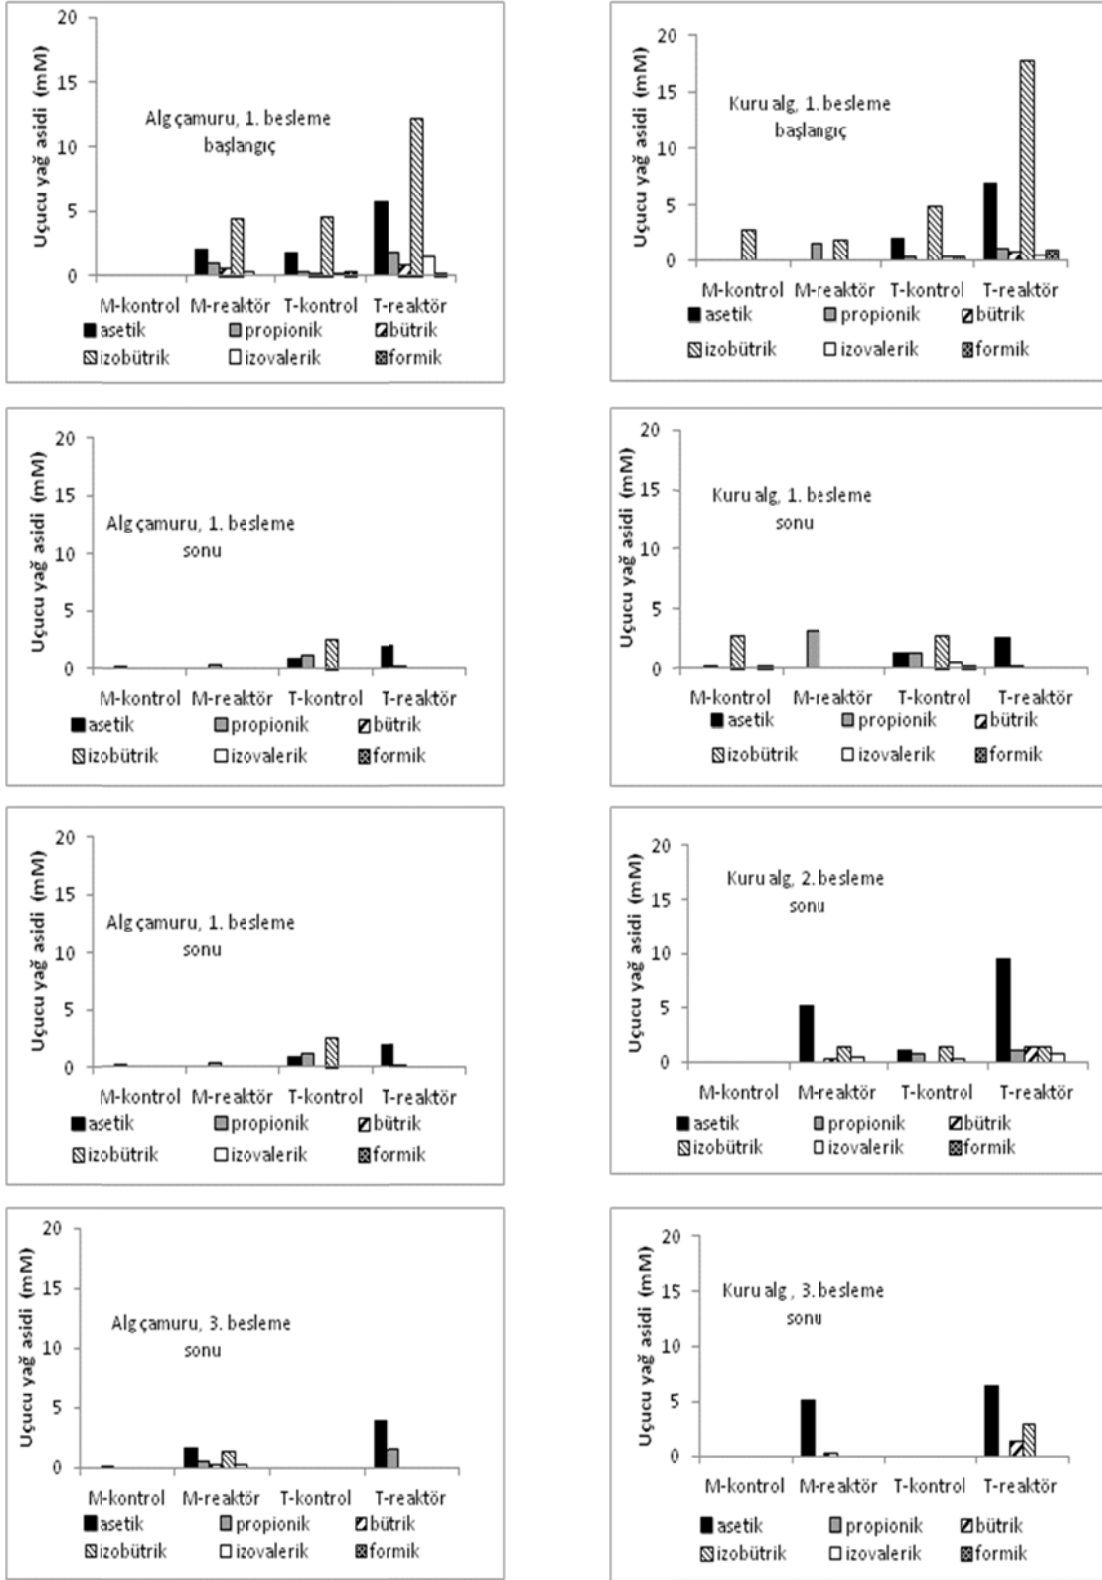 Uçucu yağ asidi (mM)
20
15
10
5
0
Alg çamuru, 1. besleme
başlangıç
M-kontrol M-reaktör T-kontrol T-reaktör
asetik propionik bütrik
izobütrik izovalerik formik
Uçucu yağ asidi (mM)
20
15
10
5
0
Kuru alg, 1. besleme
başlangıç
M-kontrol M-reaktör T-kontrol T-reaktör
asetik propionik bütrik
izobütrik izovalerik formik
Uçucu yağ asidi (mM)
20
15
10
5
0
Alg çamuru, 1. besleme
sonu
M-kontrol M-reaktör T-kontrol T-reaktör
asetik propionik bütrik
izobütrik izovalerik formik
Uçucu yağ asidi (mM)
20
15
10
5
0
Kuru alg, 1. besleme
sonu
M-kontrol M-reaktör T-kontrol T-reaktör
asetik propionik bütrik
izobütrik izovalerik formik
Uçucu yağ asidi (mM)
20
15
10
5
0
Alg çamuru, 1. besleme
sonu
M-kontrol M-reaktör T-kontrol T-reaktör
asetik propionik bütrik
izobütrik izovalerik formik
Uçucu yağ asidi (mM)
20
15
10
5
0
Kuru alg, 2. besleme
sonu
M-kontrol M-reaktör T-kontrol T-reaktör
asetik propionik bütrik
izobütrik izovalerik formik
Uçucu yağ asidi (mM)
20
15
10
5
0
Alg çamuru, 3. besleme
sonu
M-kontrol M-reaktör T-kontrol T-reaktör
asetik propionik bütrik
izobütrik izovalerik formik
Uçucu yağ asidi (mM)
20
15
10
5
0
Kuru alg , 3. besleme
sonu
M-kontrol M-reaktör T-kontrol T-reaktör
asetik propionik bütrik
izobütrik izovalerik formik